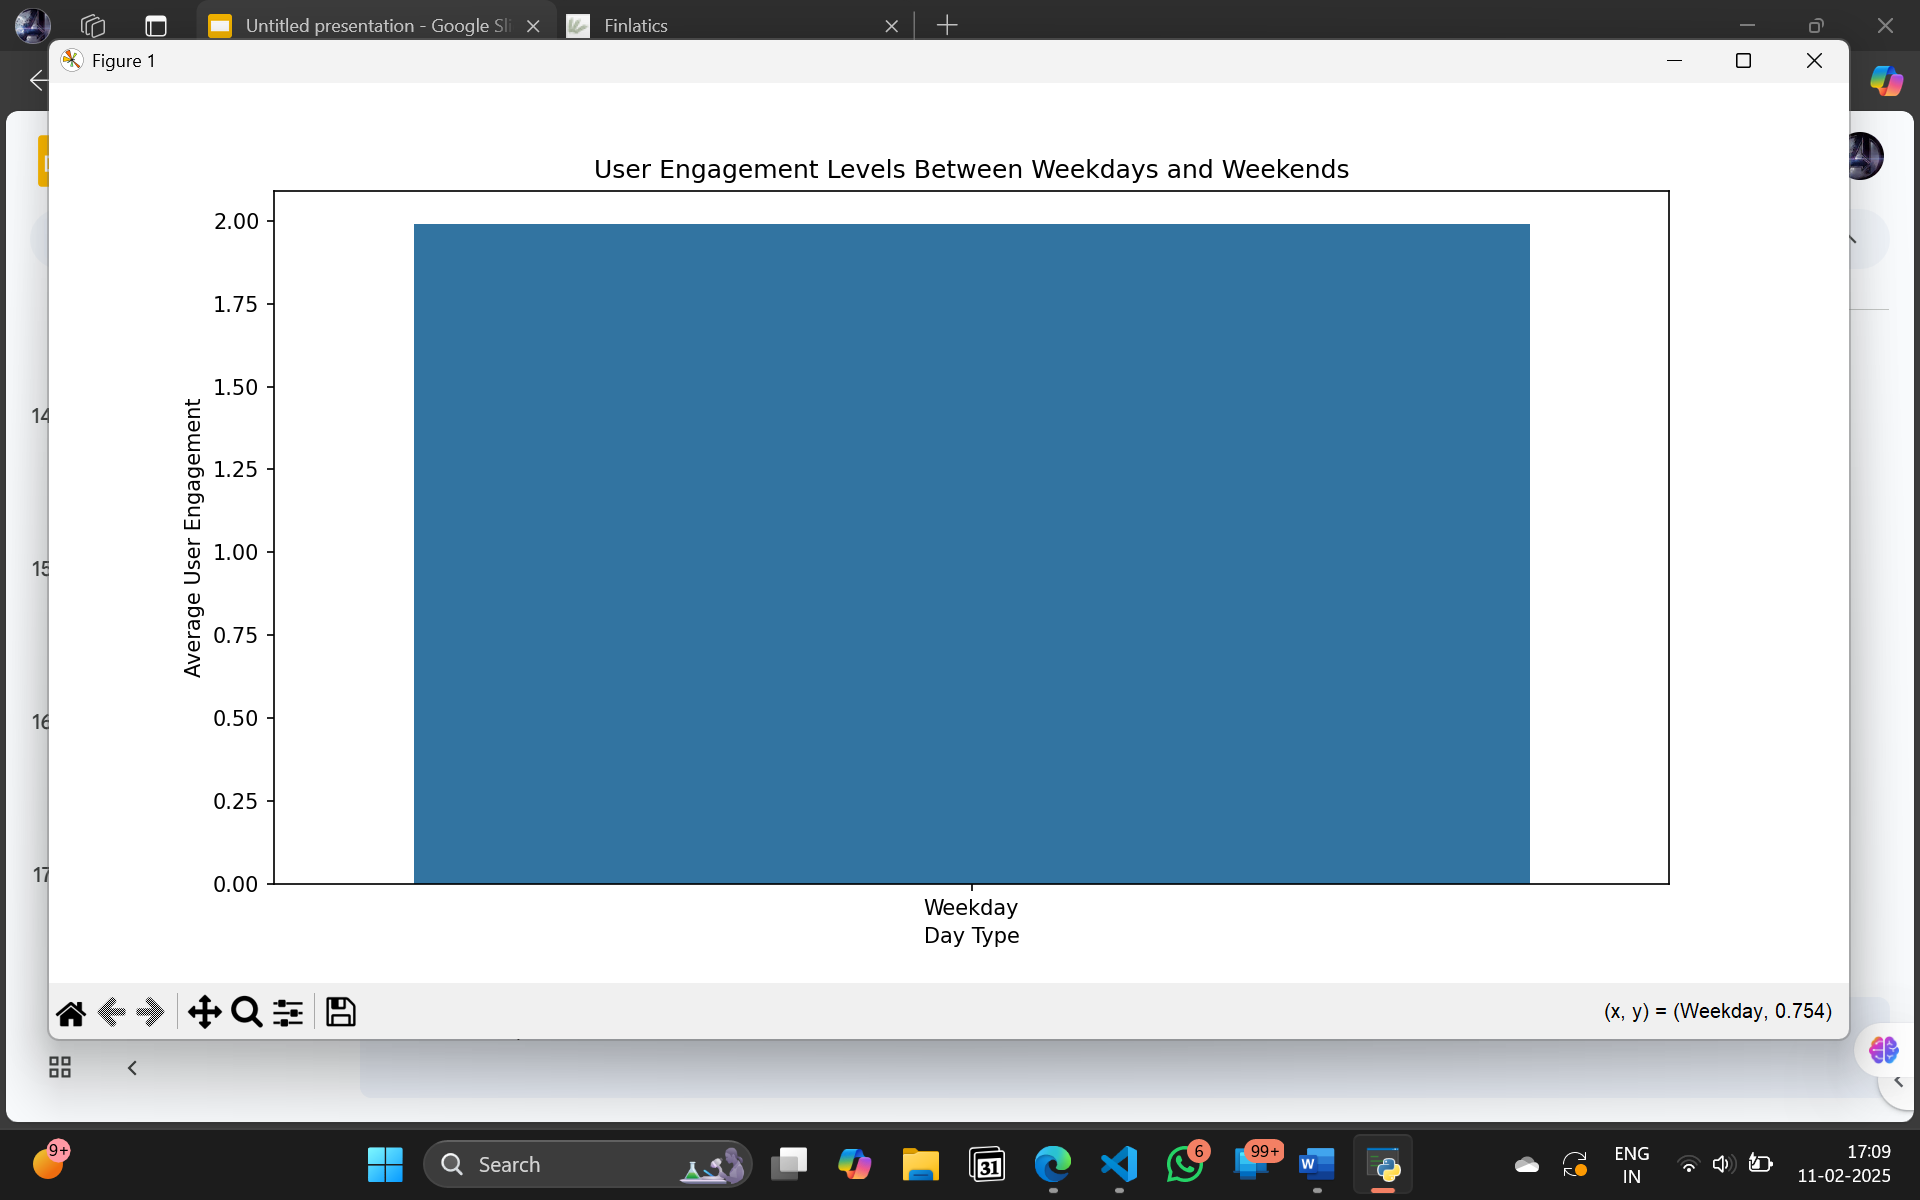 Untitled presentation - Google Sli
Finlatics
Figure 1
User Engagement Levels Between Weekdays and Weekends
2.00
1.75
1.50
1.25
1.00
0.75
0.50
0.25
0.00
Average User Engagement
Weekday
Day Type
14
15
16
17
(x, y) = (Weekday, 0.754)
9+
Search
31
6
99+
W
ENG
IN
17:09
11-02-2025